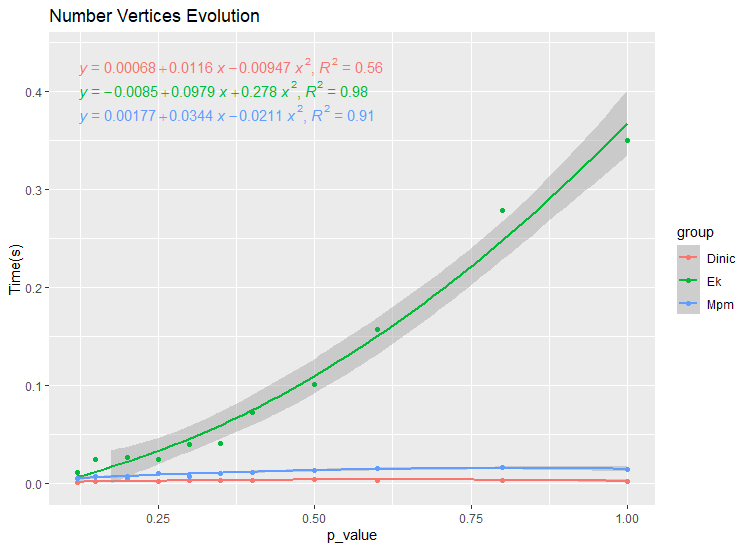 Number Vertices Evolution
y = 0.00068+0.0116 x −0.00947 x², R² = 0.56
y = −0.0085+0.0979 x+0.278 x², R² = 0.98
y = 0.00177+0.0344 x −0.0211 x², R² = 0.91
0.4
0.3
0.2
0.1
0.0
Time(s)
0.25 0.50 0.75 1.00
p_value
group
Dinic
Ek
Mpm